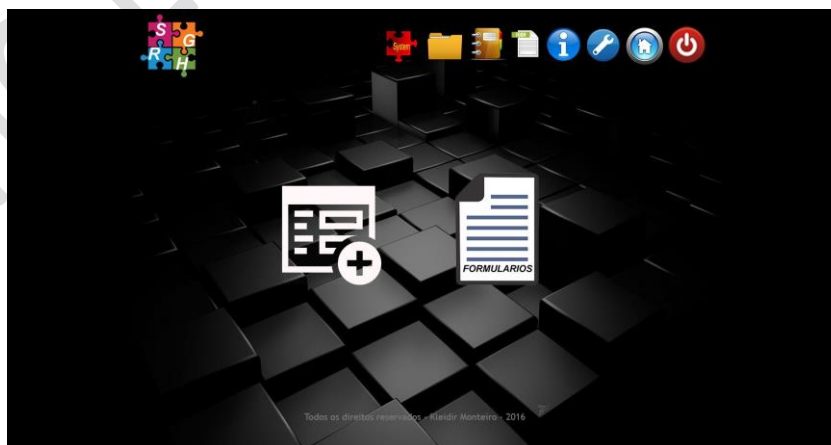 S
G
R
H
System
FORMULARIOS
Todos os direitos reservados - Kleidir Monteiro - 2016